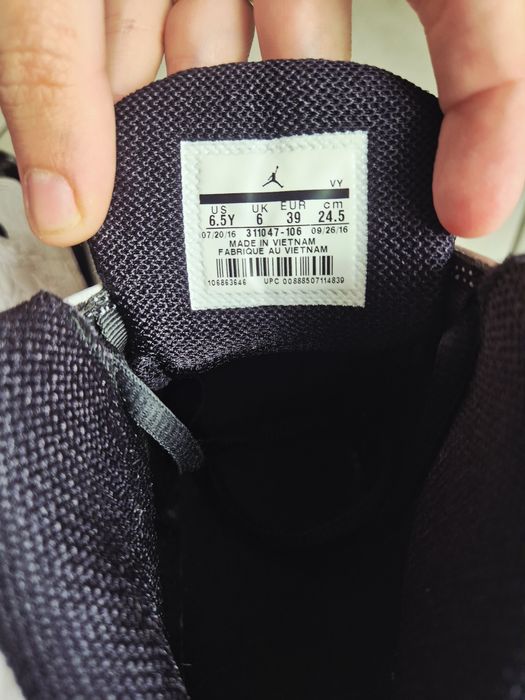 VY
US UK EUR cm
6.5Y 6 39 24.5
07/20/16 311047-106 09/26/16
MADE IN VIETNAM
FABRIQUE AU VIETNAM
106863646 UPC 00888507114839